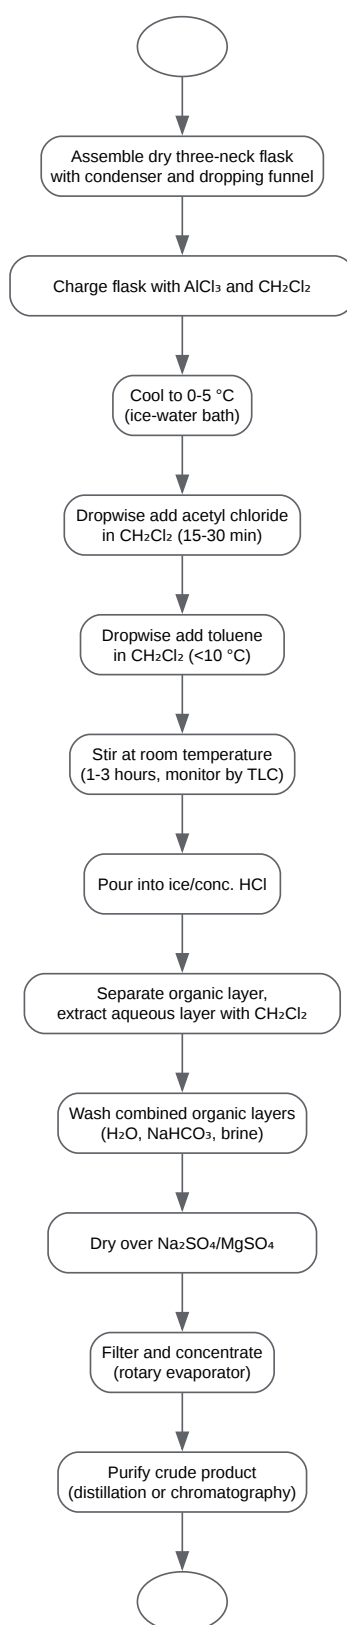 Assemble dry three-neck flask
with condenser and dropping funnel
Charge flask with AlCl₃ and CH₂Cl₂
Cool to 0-5 °C
(ice-water bath)
Dropwise add acetyl chloride
in CH₂Cl₂ (15-30 min)
Dropwise add toluene
in CH₂Cl₂ (<10 °C)
Stir at room temperature
(1-3 hours, monitor by TLC)
Pour into ice/conc. HCl
Separate organic layer,
extract aqueous layer with CH₂Cl₂
Wash combined organic layers
(H₂O, NaHCO₃, brine)
Dry over Na₂SO₄/MgSO₄
Filter and concentrate
(rotary evaporator)
Purify crude product
(distillation or chromatography)